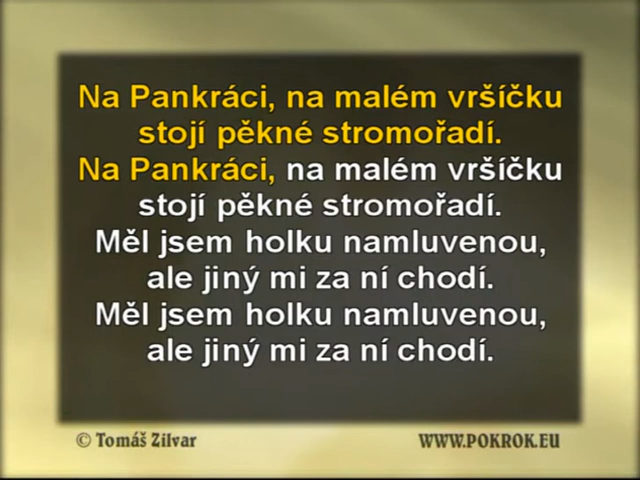 Na Pankráci, na malém vršíčku
stojí pěkné stromořadí.
Na Pankráci, na malém vršíčku
stojí pěkné stromořadí.
Měl jsem holku namluvenou,
ale jiný mi za ní chodí.
Měl jsem holku namluvenou,
ale jiný mi za ní chodí.
© Tomáš Zilvar WWW.POKROK.EU